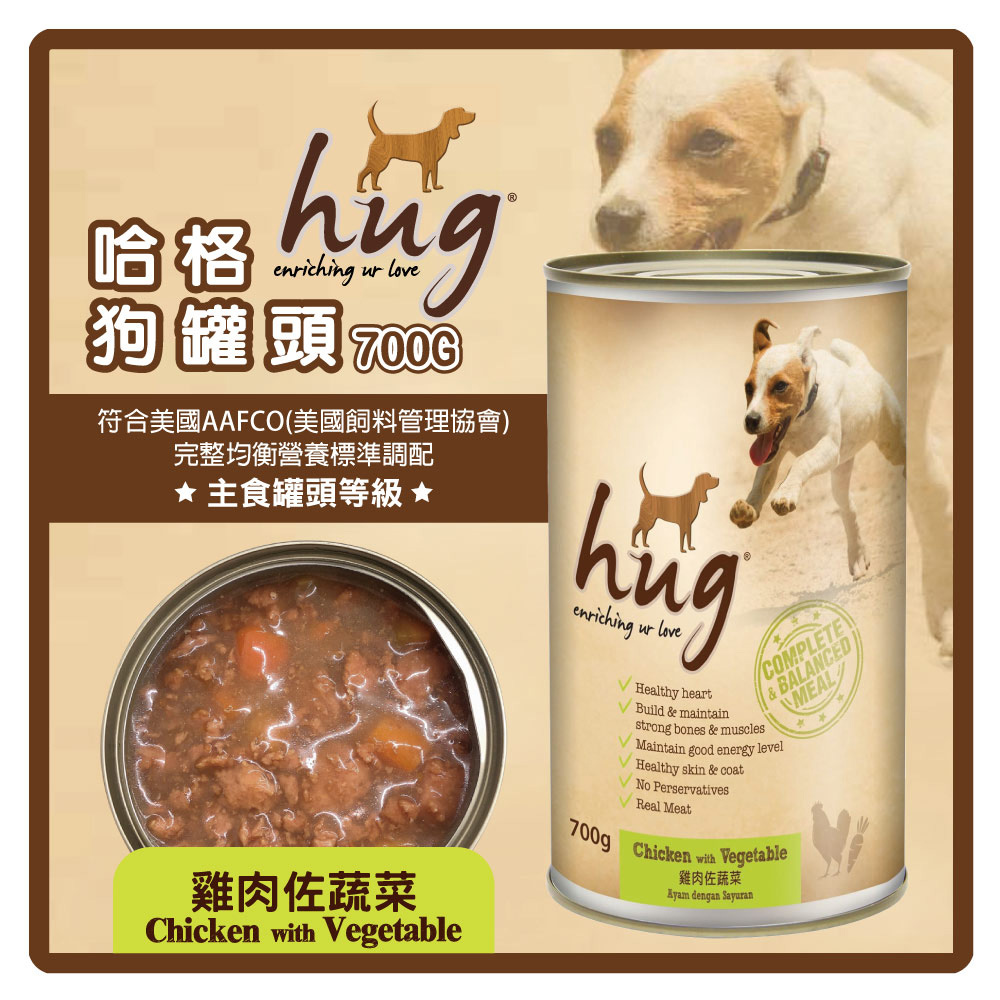 hug®
enriching ur love
哈格
狗罐頭 700G
符合美國AAFCO(美國飼料管理協會)
完整均衡營養標準調配
★ 主食罐頭等級 ★
hug®
enriching ur love
COMPLETE
& BALANCED
MEAL
Healthy heart
Build & maintain
strong bones & muscles
Maintain good energy level
Healthy skin & coat
No Perservatives
Real Meat
700g
Chicken with Vegetable
雞肉佐蔬菜
Ayam dengan Sayuran
雞肉佐蔬菜
Chicken with Vegetable